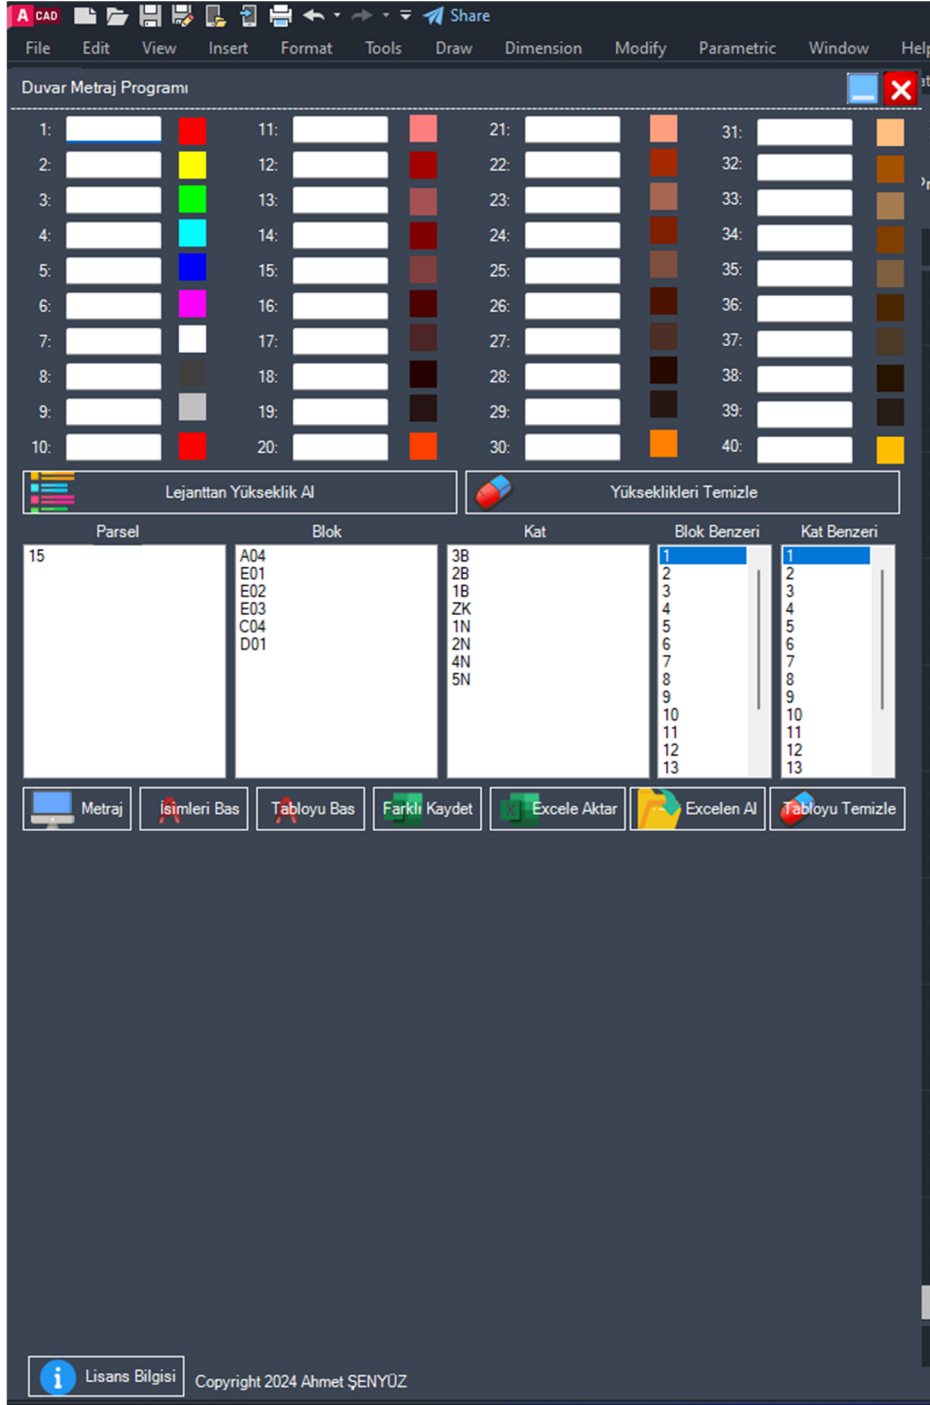 A CAD Share
File Edit View Insert Format Tools Draw Dimension Modify Parametric Window Help
Duvar Metraj Programı
1: 11: 21: 31:
2: 12: 22: 32:
3: 13: 23: 33:
4: 14: 24: 34:
5: 15: 25: 35:
6: 16: 26: 36:
7: 17: 27: 37:
8: 18: 28: 38:
9: 19: 29: 39:
10: 20: 30: 40:
Lejanttan Yükseklik Al Yükseklikleri Temizle
Parsel Blok Kat Blok Benzeri Kat Benzeri
15 A04 3B 1 1
E01 2B 2 2
E02 1B 3 3
E03 ZK 4 4
C04 1N 5 5
D01 2N 6 6
4N 7 7
5N 8 8
9 9
10 10
11 11
12 12
13 13
Metraj İsimleri Bas Tabloyu Bas Farklı Kaydet Excele Aktar Excelen Al Tabloyu Temizle
Lisans Bilgisi Copyright 2024 Ahmet ŞENYÜZ